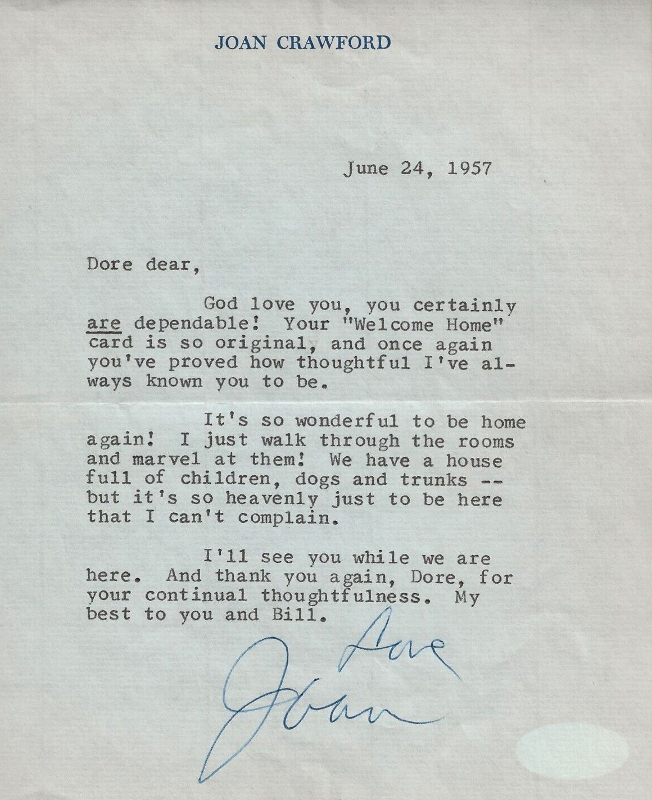 JOAN CRAWFORD
June 24, 1957
Dore dear,
God love you, you certainly
are dependable! Your "Welcome Home"
card is so original, and once again
you've proved how thoughtful I've al-
ways known you to be.
It's so wonderful to be home
again! I just walk through the rooms
and marvel at them! We have a house
full of children, dogs and trunks --
but it's so heavenly just to be here
that I can't complain.
I'll see you while we are
here. And thank you again, Dore, for
your continual thoughtfulness. My
best to you and Bill.
Love
Joan